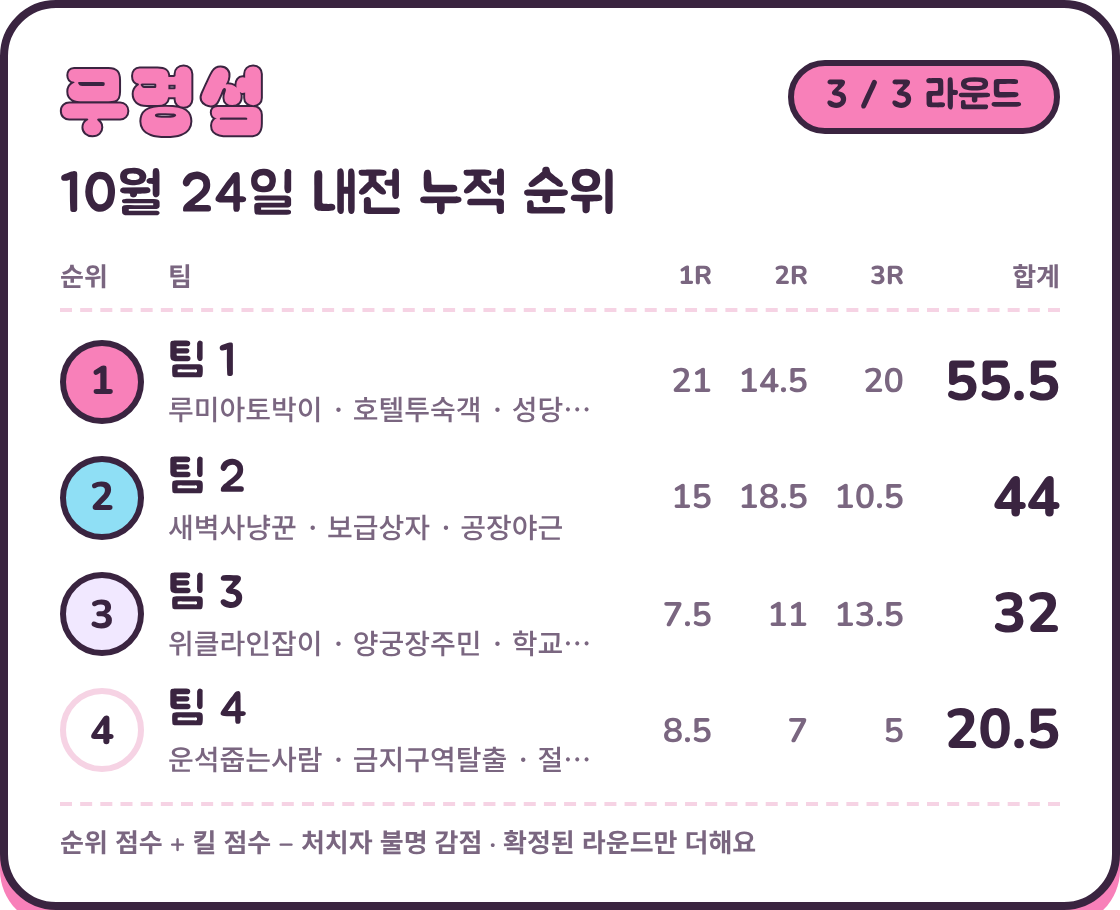 무명설
3 / 3 라운드
10월 24일 내전 누적 순위
순위 팀 1R 2R 3R 합계
1 팀 1 21 14.5 20 55.5
루미아토박이 · 호텔투숙객 · 성당…
2 팀 2 15 18.5 10.5 44
새벽사냥꾼 · 보급상자 · 공장야근
3 팀 3 7.5 11 13.5 32
위클라인잡이 · 양궁장주민 · 학교…
4 팀 4 8.5 7 5 20.5
운석줍는사람 · 금지구역탈출 · 절…
순위 점수 + 킬 점수 – 처치자 불명 감점 · 확정된 라운드만 더해요